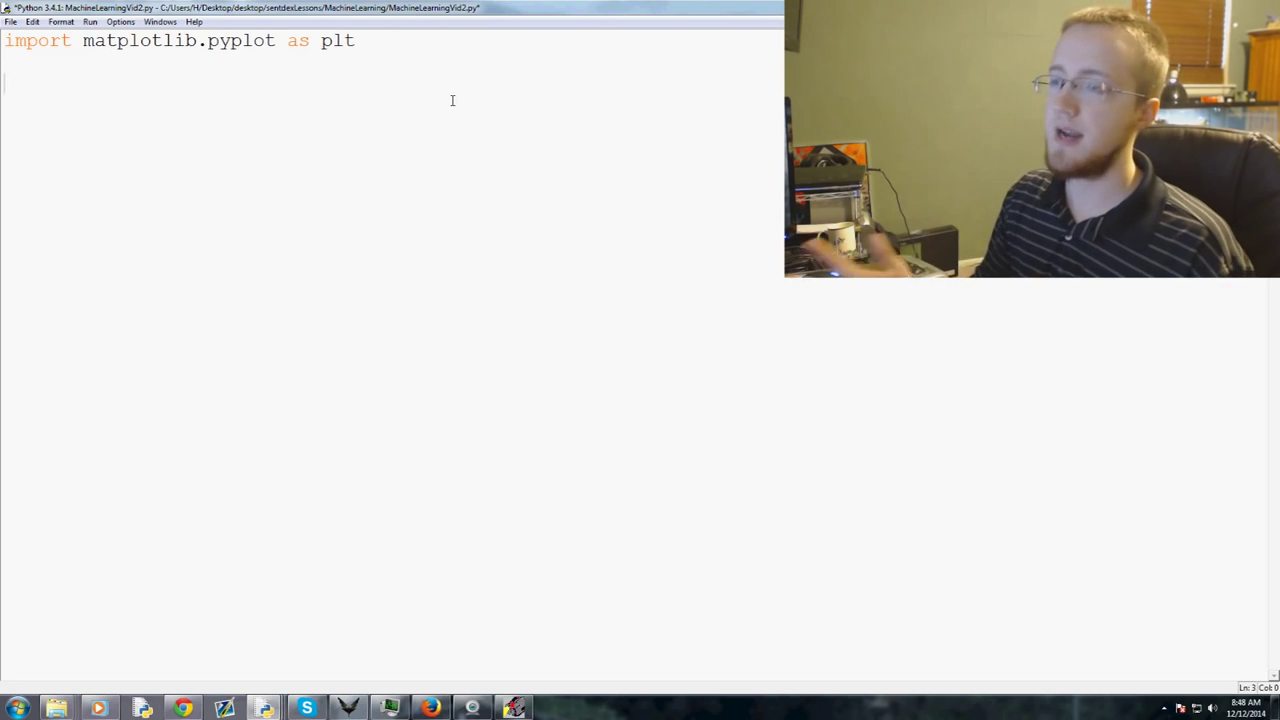 *Python 3.4.1: MachineLearningVid2.py - C:/Users/H/Desktop/desktop/sentdexLessons/MachineLearning/MachineLearningVid2.py*
File Edit Format Run Options Windows Help
import matplotlib.pyplot as plt
Ln: 3 Col: 0
8:48 AM
12/12/2014